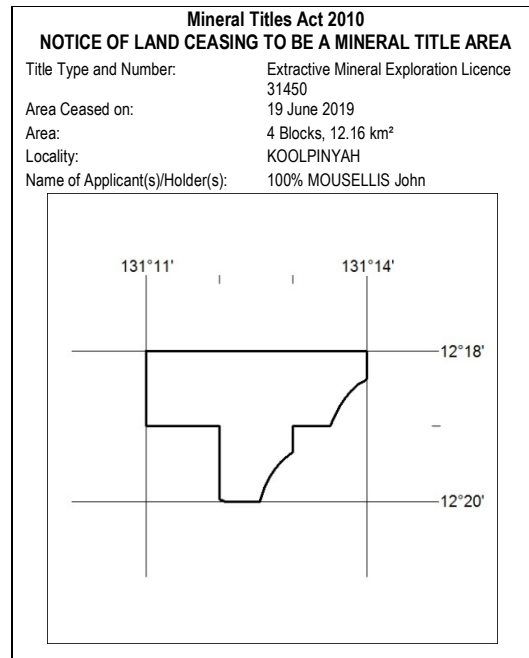 Mineral Titles Act 2010
NOTICE OF LAND CEASING TO BE A MINERAL TITLE AREA
Title Type and Number: Extractive Mineral Exploration Licence
31450
Area Ceased on: 19 June 2019
Area: 4 Blocks, 12.16 km²
Locality: KOOLPINYAH
Name of Applicant(s)/Holder(s): 100% MOUSELLIS John
131°11' 131°14'
12°18'
12°20'